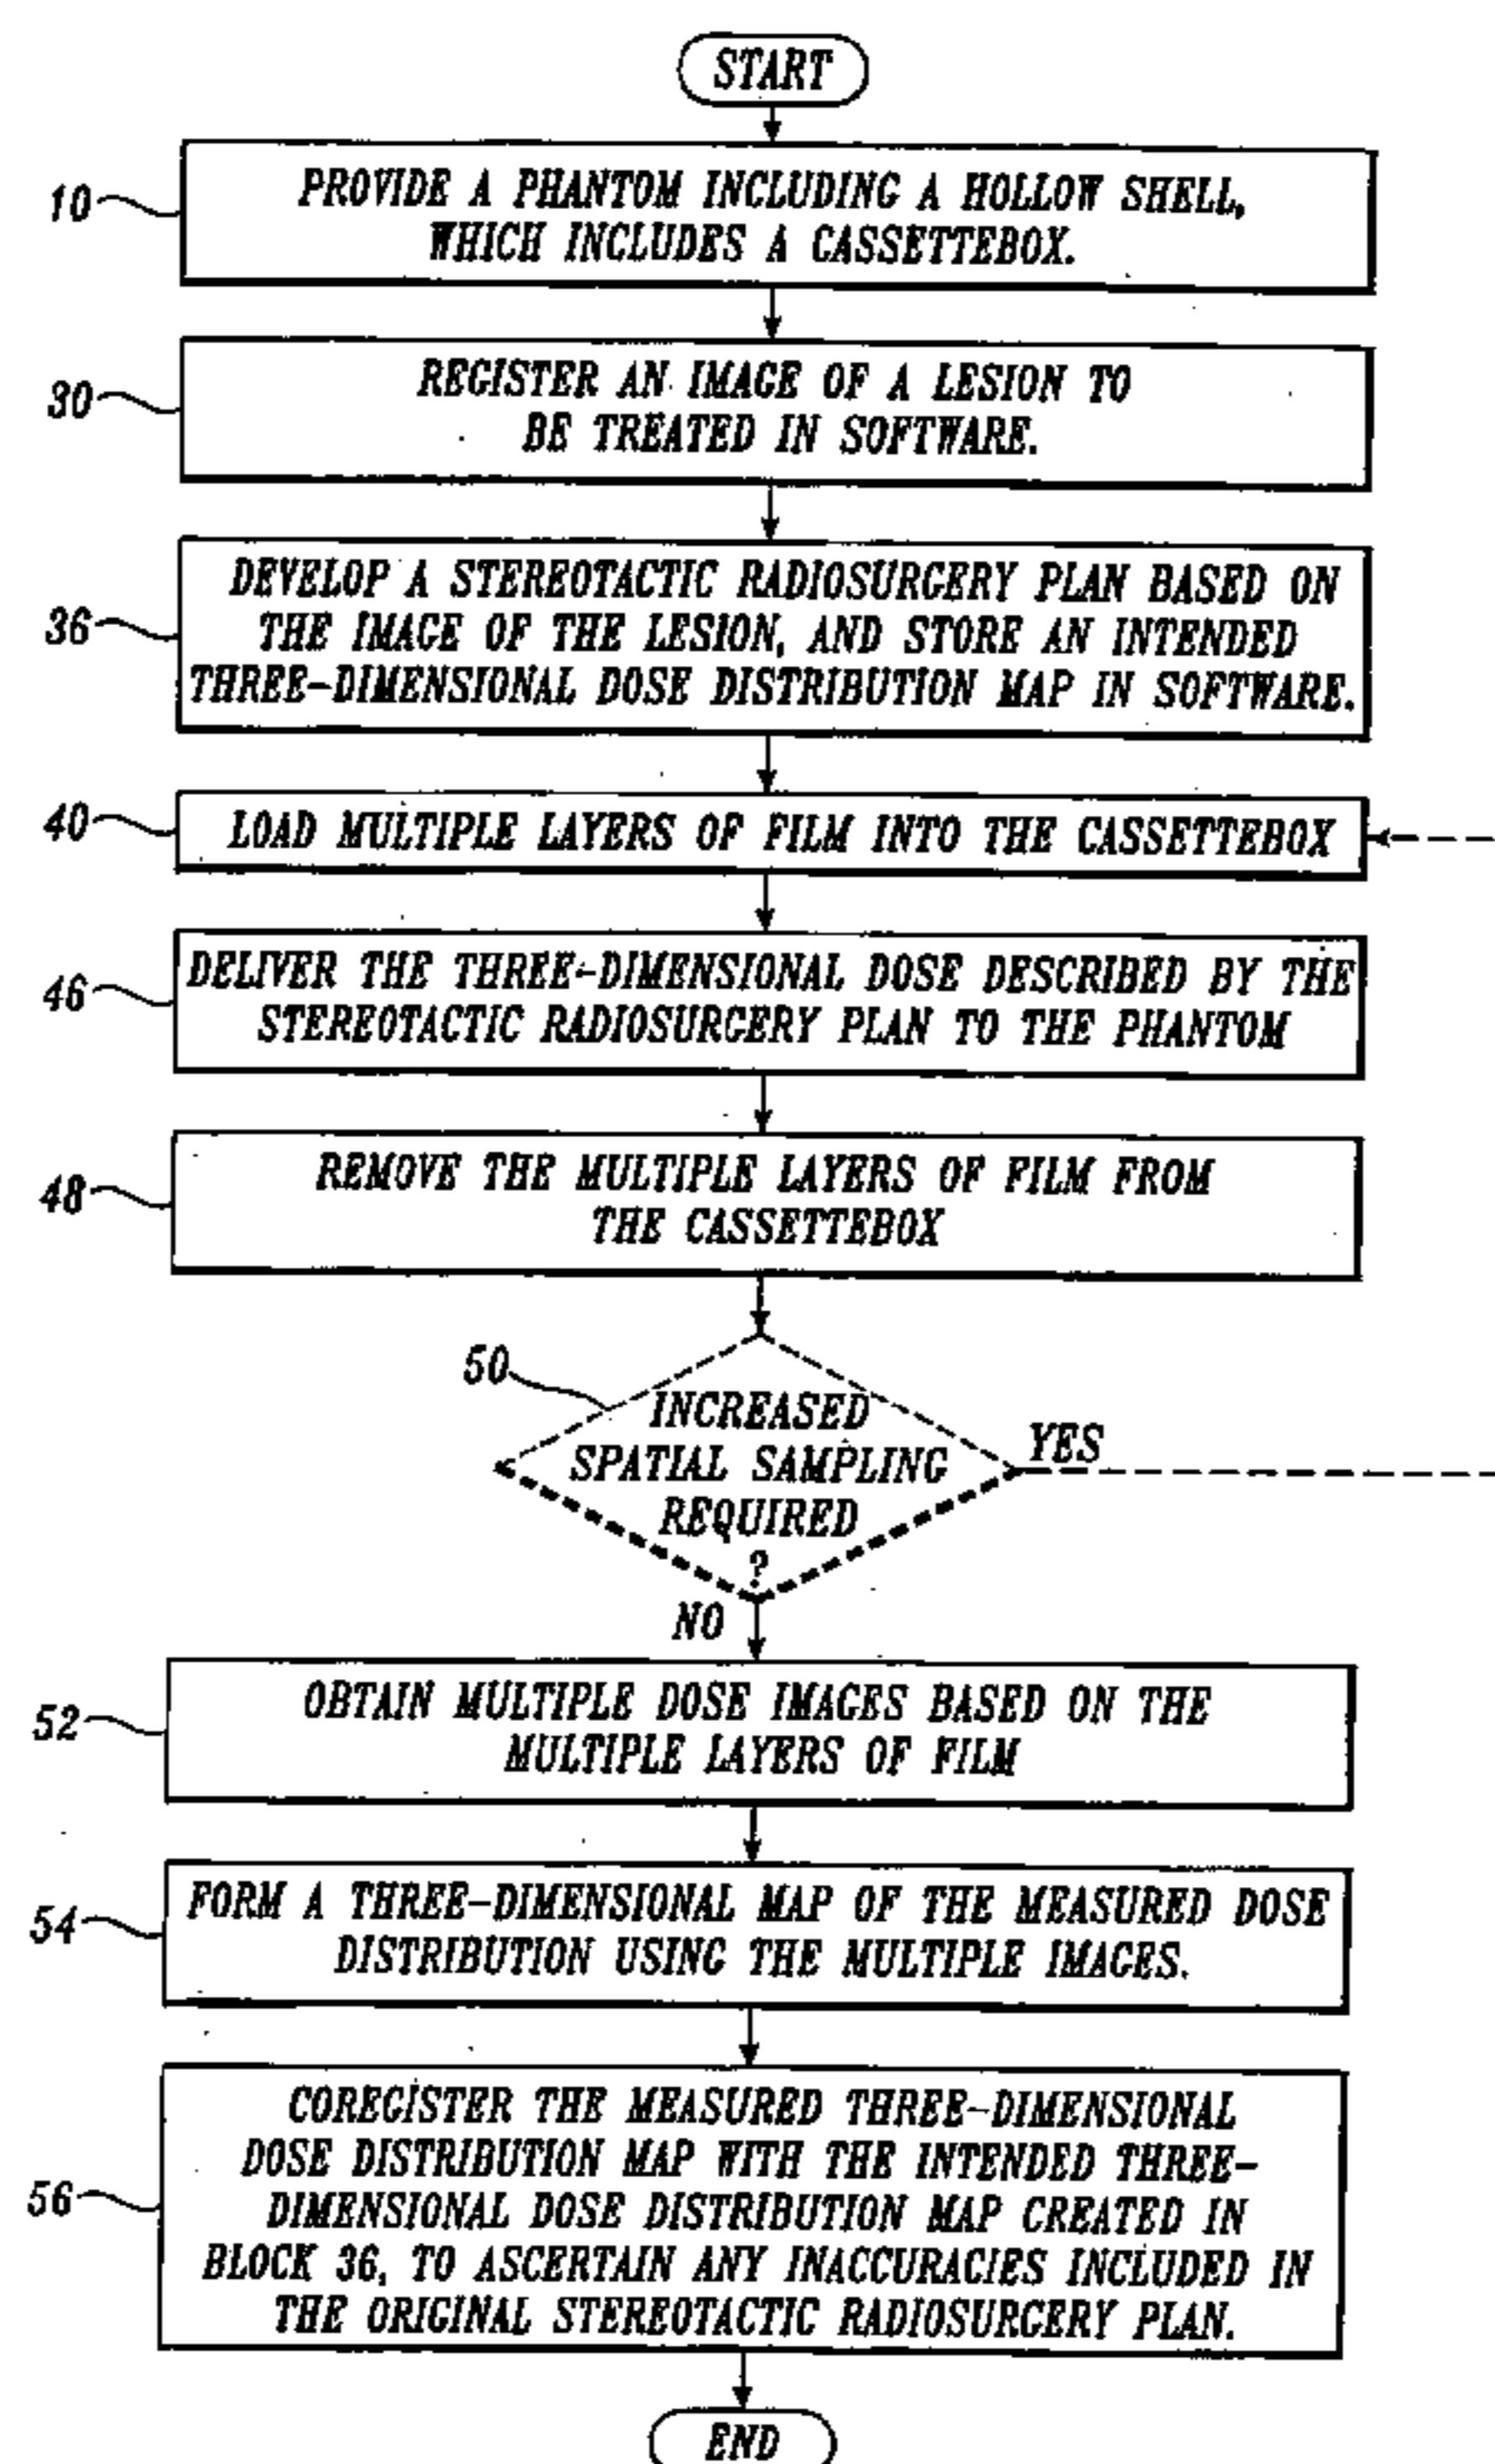 START
10
PROVIDE A PHANTOM INCLUDING A HOLLOW SHELL,
WHICH INCLUDES A CASSETTEBOX.
30
REGISTER AN IMAGE OF A LESION TO
BE TREATED IN SOFTWARE.
36
DEVELOP A STEREOTACTIC RADIOSURGERY PLAN BASED ON
THE IMAGE OF THE LESION, AND STORE AN INTENDED
THREE-DIMENSIONAL DOSE DISTRIBUTION MAP IN SOFTWARE.
40
LOAD MULTIPLE LAYERS OF FILM INTO THE CASSETTEBOX
46
DELIVER THE THREE-DIMENSIONAL DOSE DESCRIBED BY THE
STEREOTACTIC RADIOSURGERY PLAN TO THE PHANTOM
48
REMOVE THE MULTIPLE LAYERS OF FILM FROM
THE CASSETTEBOX
50
INCREASED
SPATIAL SAMPLING
REQUIRED
?
YES
NO
52
OBTAIN MULTIPLE DOSE IMAGES BASED ON THE
MULTIPLE LAYERS OF FILM
54
FORM A THREE-DIMENSIONAL MAP OF THE MEASURED DOSE
DISTRIBUTION USING THE MULTIPLE IMAGES.
56
COREGISTER THE MEASURED THREE-DIMENSIONAL
DOSE DISTRIBUTION MAP WITH THE INTENDED THREE-
DIMENSIONAL DOSE DISTRIBUTION MAP CREATED IN
BLOCK 36, TO ASCERTAIN ANY INACCURACIES INCLUDED IN
THE ORIGINAL STEREOTACTIC RADIOSURGERY PLAN.
END